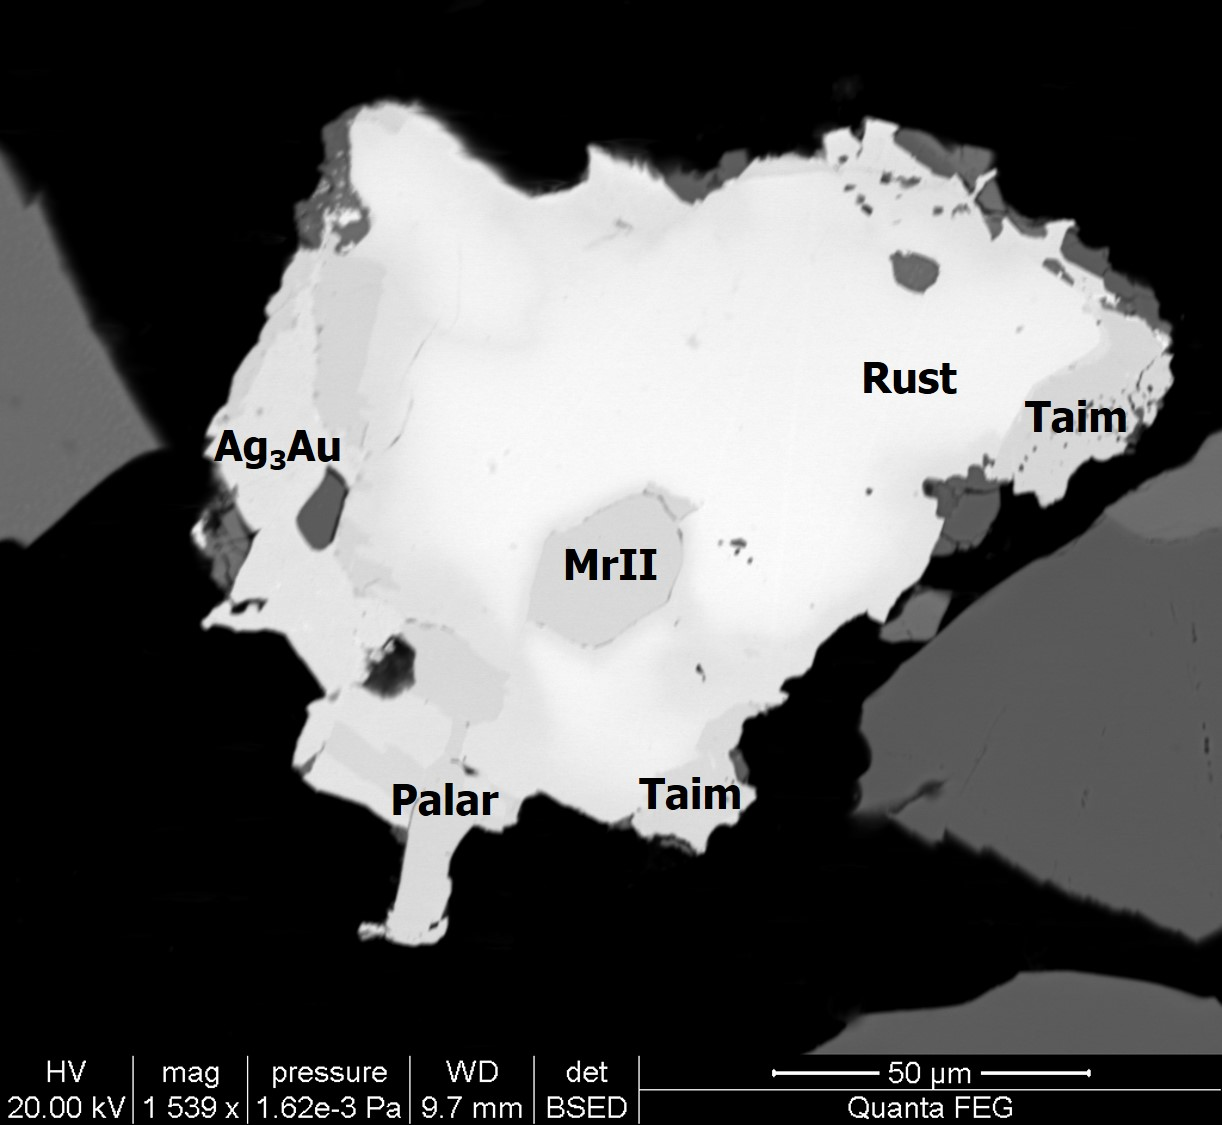 Rust
Taim
Ag₃Au
MrII
Palar
Taim
HV mag pressure WD det 50 µm
20.00 kV 1 539 x 1.62e-3 Pa 9.7 mm BSED Quanta FEG